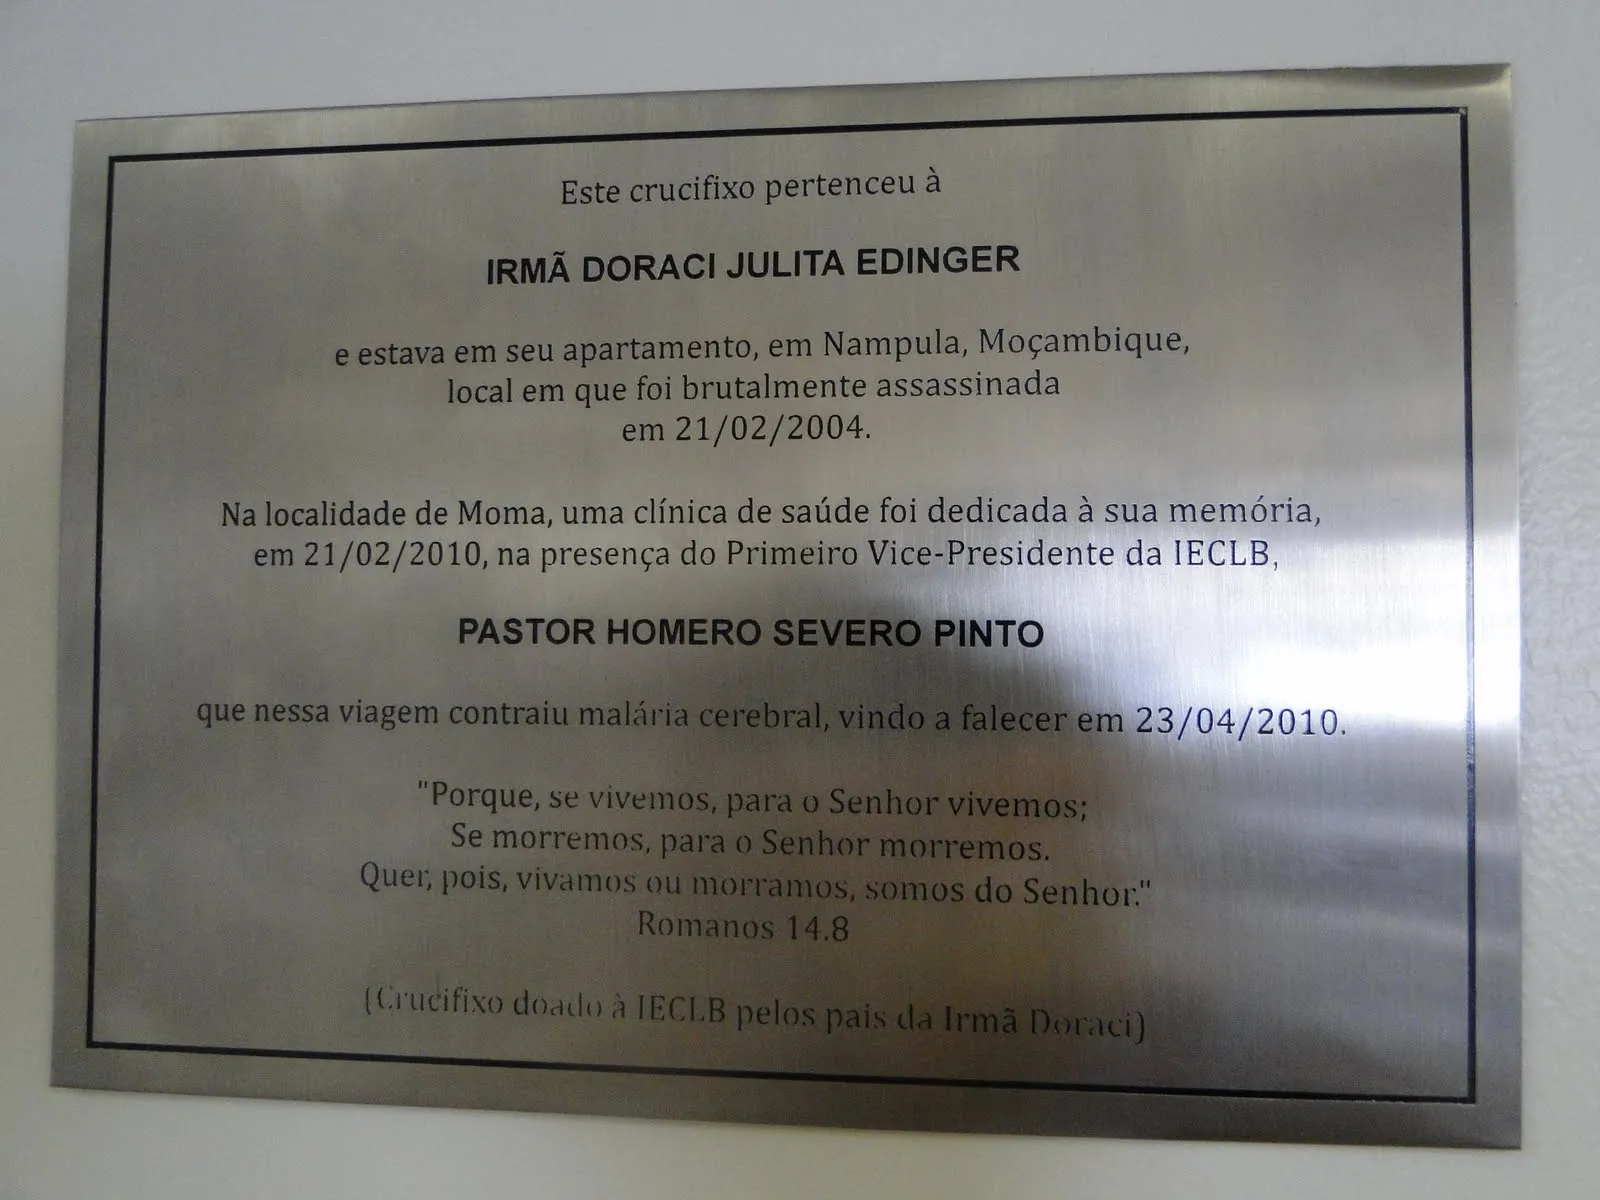 Este crucifixo pertenceu à
IRMÃ DORACI JULITA EDINGER
e estava em seu apartamento, em Nampula, Moçambique,
local em que foi brutalmente assassinada
em 21/02/2004.
Na localidade de Moma, uma clínica de saúde foi dedicada à sua memória,
em 21/02/2010, na presença do Primeiro Vice-Presidente da IECLB,
PASTOR HOMERO SEVERO PINTO
que nessa viagem contraiu malária cerebral, vindo a falecer em 23/04/2010.
"Porque, se vivemos, para o Senhor vivemos;
Se morremos, para o Senhor morremos.
Quer, pois, vivamos ou morramos, somos do Senhor."
Romanos 14.8
(Crucifixo doado à IECLB pelos pais da Irmã Doraci)